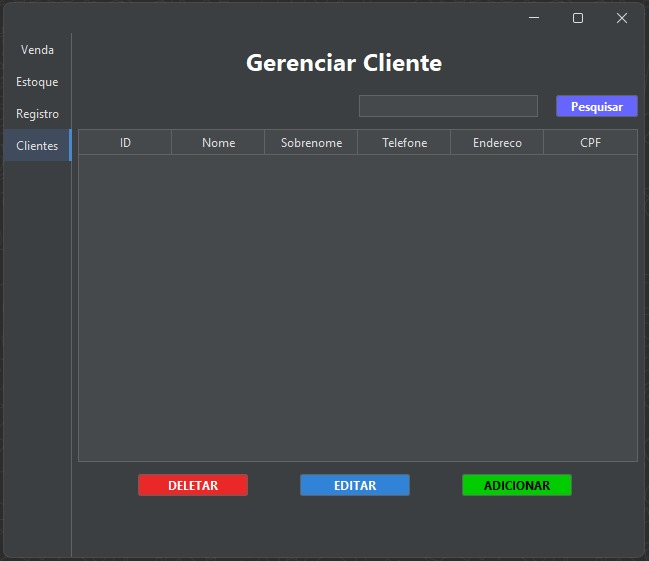 Venda
Estoque
Registro
Clientes
Gerenciar Cliente
Pesquisar
ID Nome Sobrenome Telefone Endereco CPF
DELETAR EDITAR ADICIONAR